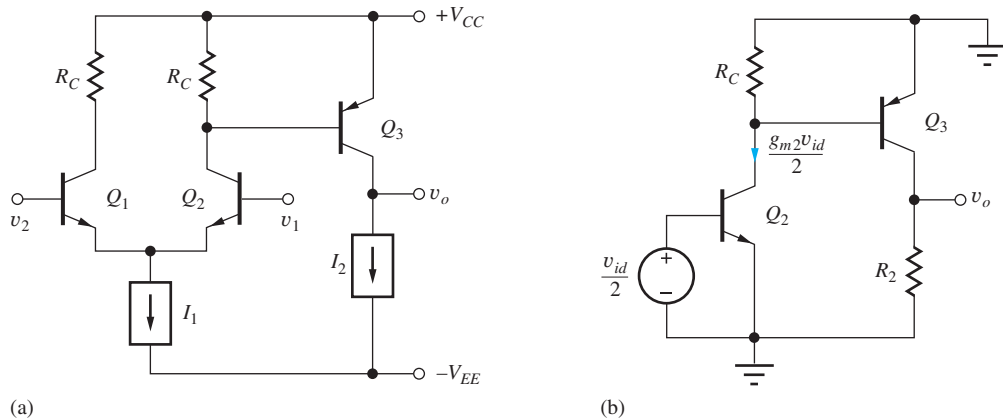 +V_CC
R_C
R_C
Q_3
v_2
Q_1
Q_2
v_1
v_o
I_2
I_1
–V_EE
(a)
R_C
Q_3
g_m2 v_id / 2
v_o
Q_2
v_id / 2
+
–
R_2
(b)